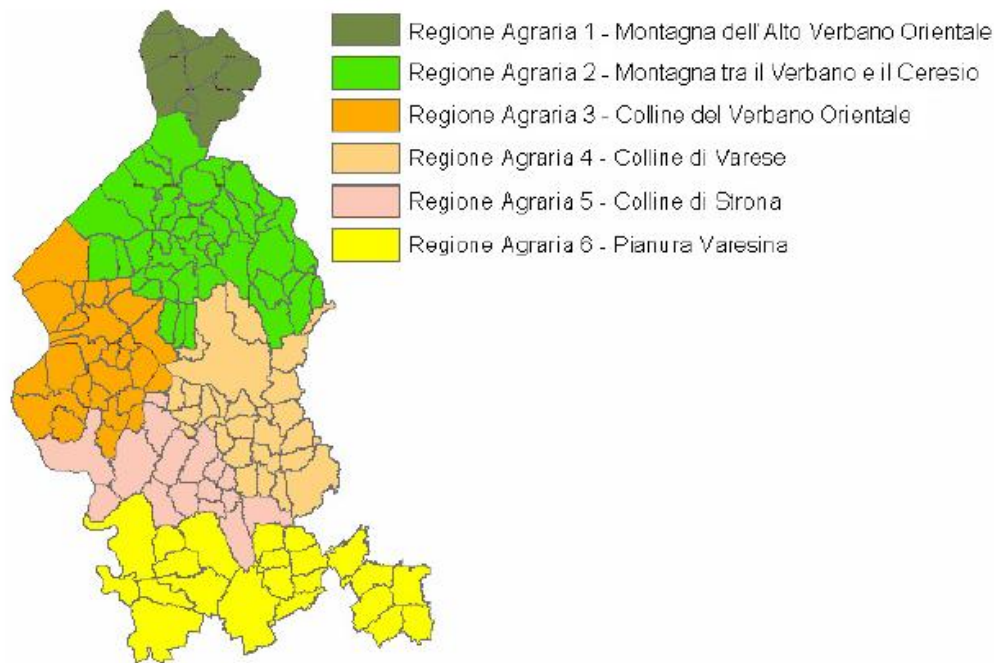 Regione Agraria 1 - Montagna dell'Alto Verbano Orientale
Regione Agraria 2 - Montagna tra il Verbano e il Ceresio
Regione Agraria 3 - Colline del Verbano Orientale
Regione Agraria 4 - Colline di Varese
Regione Agraria 5 - Colline di Strona
Regione Agraria 6 - Pianura Varesina